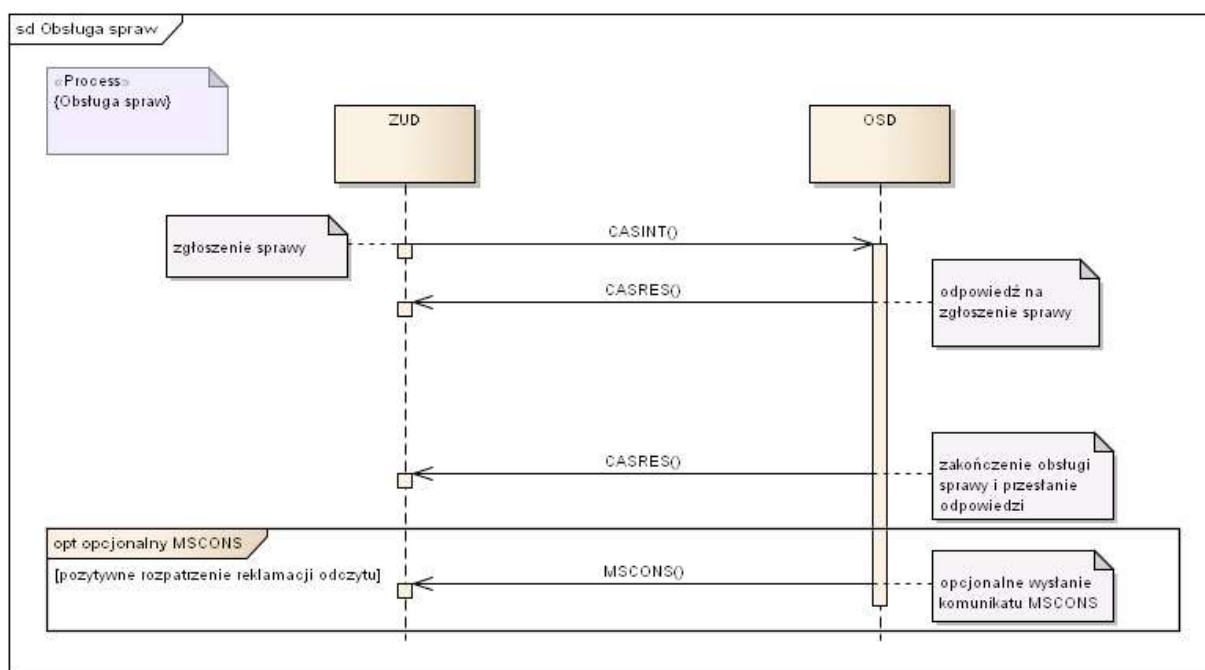 sd Obsługa spraw
«Process»
{Obsługa spraw}
ZUD
OSD
zgłoszenie sprawy
CASINT()
CASRES()
odpowiedź na
zgłoszenie sprawy
CASRES()
zakończenie obsługi
sprawy i przesłanie
odpowiedzi
opt opcjonalny MSCONS
[pozytywne rozpatrzenie reklamacji odczytu]
MSCONS()
opcjonalne wysłanie
komunikatu MSCONS